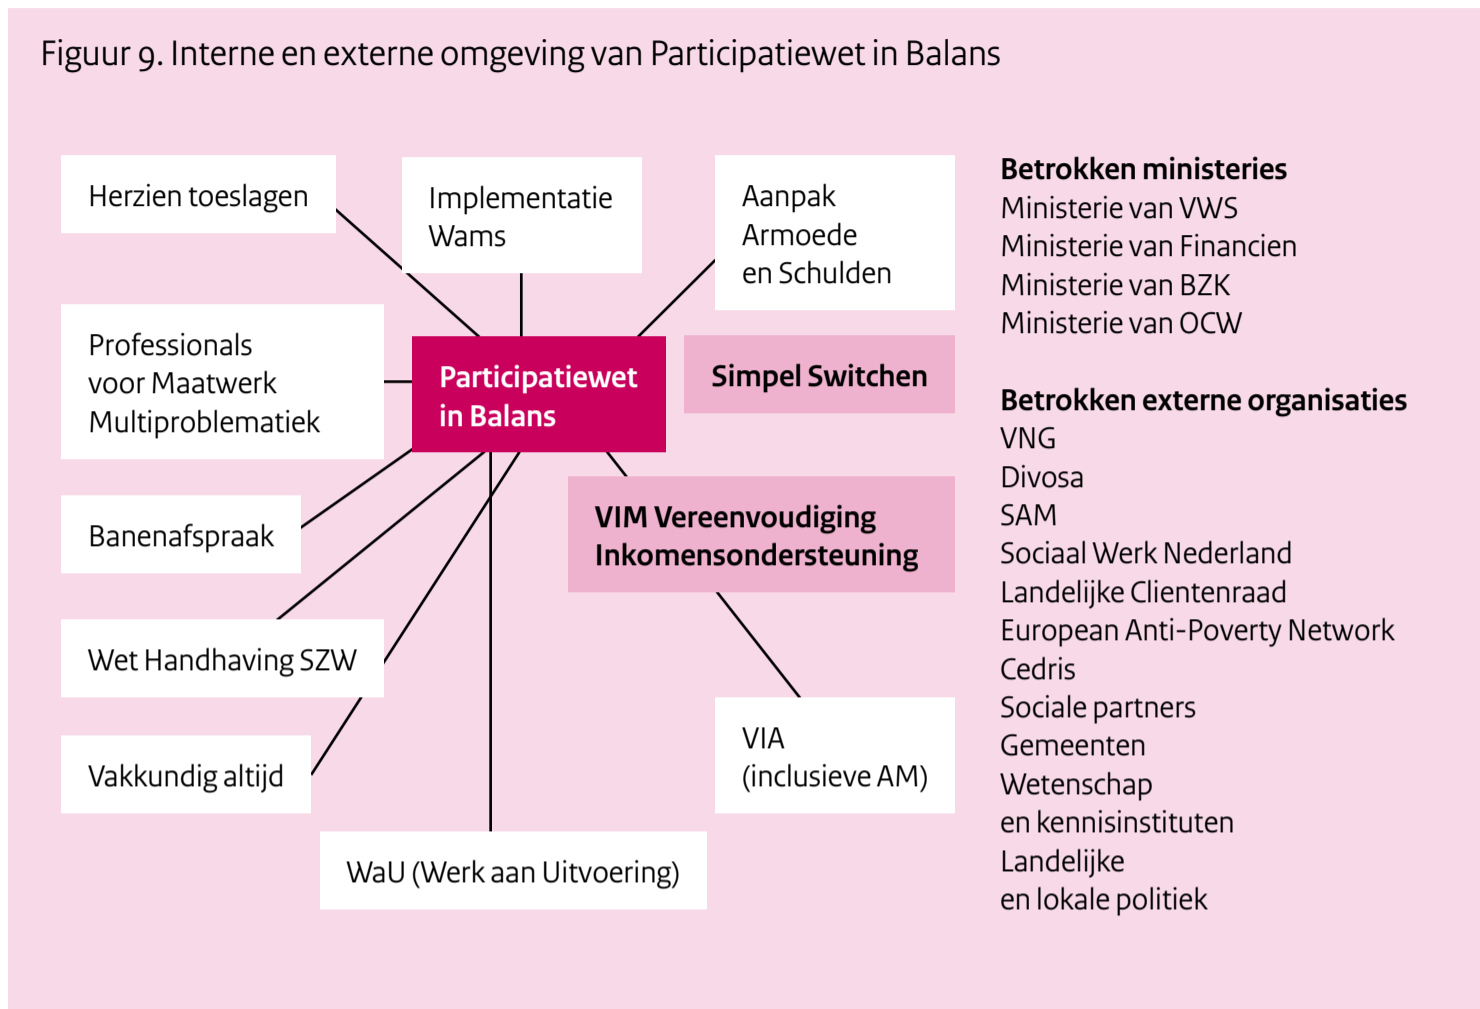 Figuur 9. Interne en externe omgeving van Participatiewet in Balans
Herzien toeslagen
Implementatie
Wams
Aanpak
Armoede
en Schulden
Professionals
voor Maatwerk
Multiproblematiek
Participatiewet
in Balans
Simpel Switchen
Banenafspraak
VIM Vereenvoudiging
Inkomensondersteuning
Wet Handhaving SZW
Vakkundig altijd
VIA
(inclusieve AM)
WaU (Werk aan Uitvoering)
Betrokken ministeries
Ministerie van VWS
Ministerie van Financien
Ministerie van BZK
Ministerie van OCW
Betrokken externe organisaties
VNG
Divosa
SAM
Sociaal Werk Nederland
Landelijke Clientenraad
European Anti-Poverty Network
Cedris
Sociale partners
Gemeenten
Wetenschap
en kennisinstituten
Landelijke
en lokale politiek